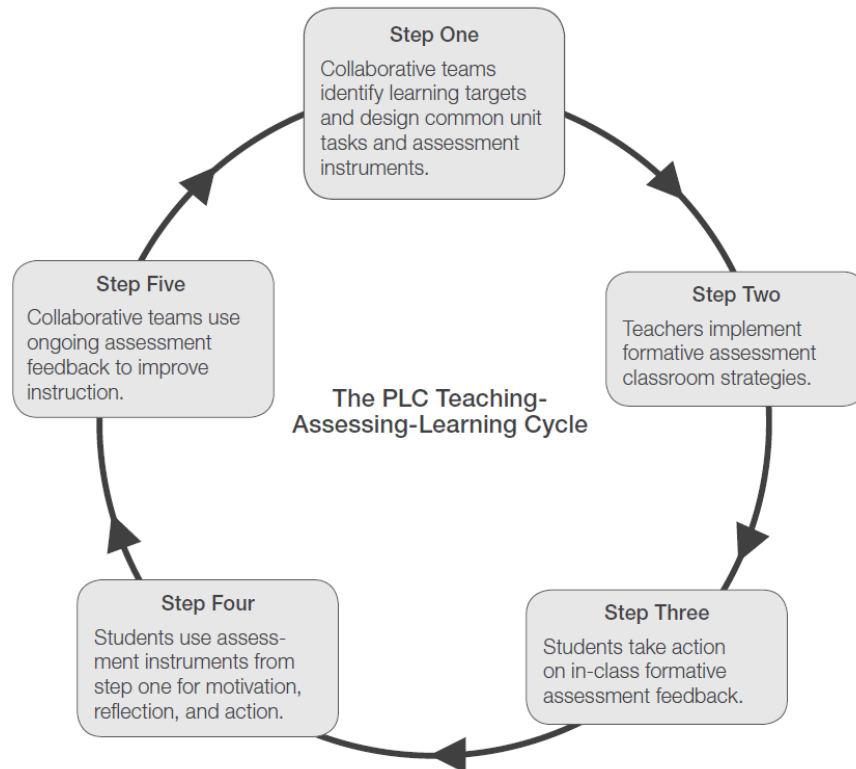 Step One
Collaborative teams
identify learning targets
and design common unit
tasks and assessment
instruments.
Step Two
Teachers implement
formative assessment
classroom strategies.
Step Three
Students take action
on in-class formative
assessment feedback.
Step Four
Students use assess-
ment instruments from
step one for motivation,
reflection, and action.
Step Five
Collaborative teams use
ongoing assessment
feedback to improve
instruction.
The PLC Teaching-
Assessing-Learning Cycle